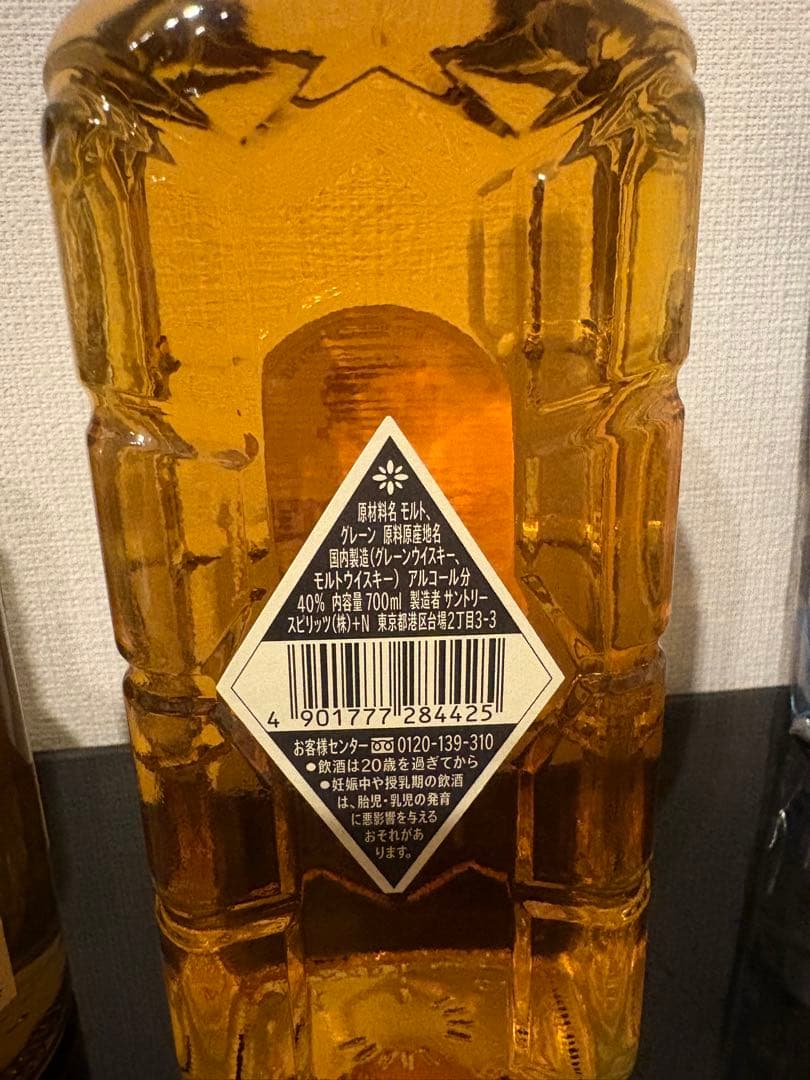 原材料名 モルト、
グレーン 原料原産地名
国内製造(グレーンウイスキー、
モルトウイスキー) アルコール分
40% 内容量 700ml 製造者 サントリー
スピリッツ(株)+N 東京都港区台場2丁目3-3
4 901777 284425
お客様センター 0120-139-310
●飲酒は20歳を過ぎてから
●妊娠中や授乳期の飲酒
は、胎児・乳児の発育
に悪影響を与える
おそれがあ
ります。